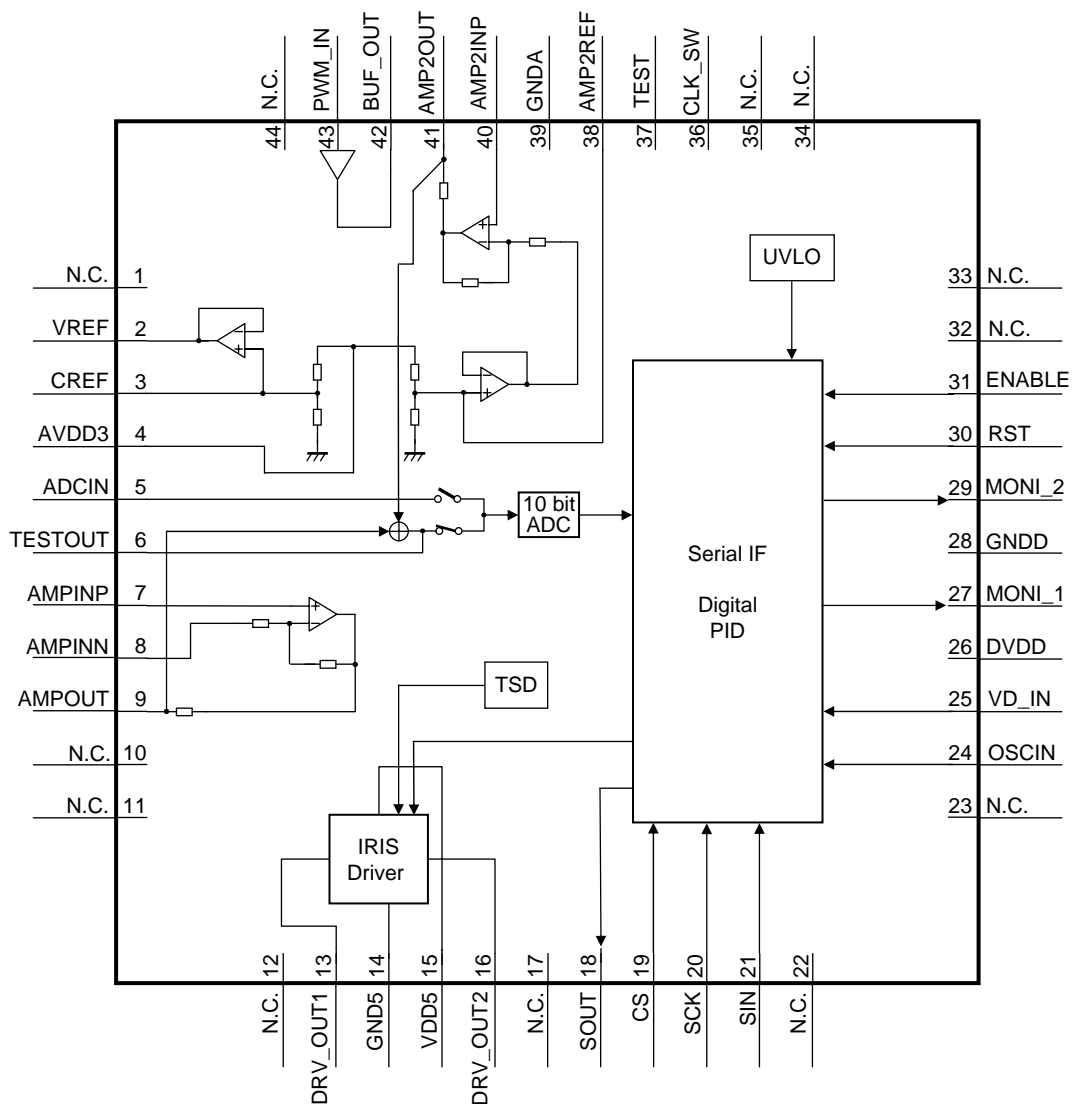 N.C.
PWM_IN
BUF_OUT
AMP2OUT
AMP2INP
GNDA
AMP2REF
TEST
CLK_SW
N.C.
N.C.
44
43
42
41
40
39
38
37
36
35
34
N.C. 1
VREF 2
CREF 3
AVDD3 4
ADCIN 5
TESTOUT 6
AMPINP 7
AMPINN 8
AMPOUT 9
N.C. 10
N.C. 11
+
−
−
+
−
+
10 bit
ADC
+
−
UVLO
Serial IF
Digital
PID
TSD
IRIS
Driver
33 N.C.
32 N.C.
31 ENABLE
30 RST
29 MONI_2
28 GNDD
27 MONI_1
26 DVDD
25 VD_IN
24 OSCIN
23 N.C.
12
13
14
15
16
17
18
19
20
21
22
N.C.
DRV_OUT1
GND5
VDD5
DRV_OUT2
N.C.
SOUT
CS
SCK
SIN
N.C.